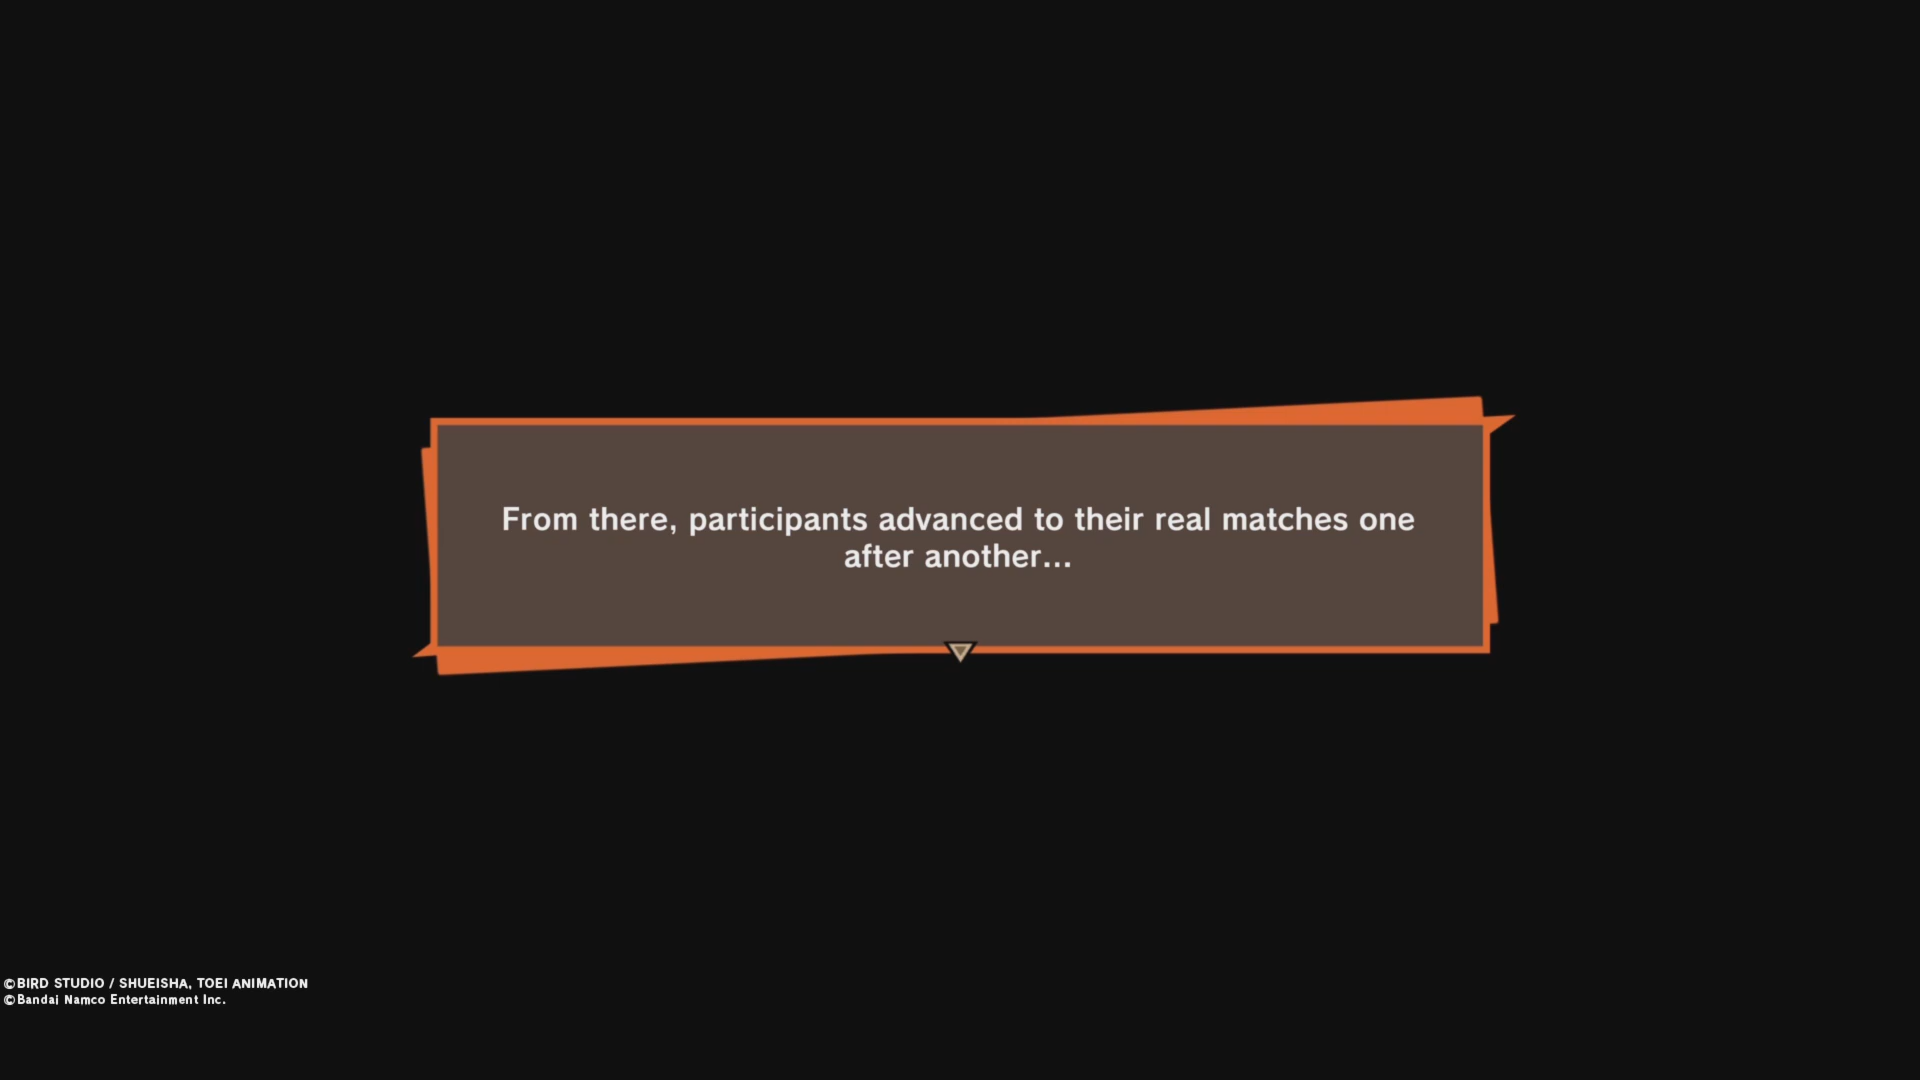 From there, participants advanced to their real matches one
after another...
©BIRD STUDIO / SHUEISHA, TOEI ANIMATION
©Bandai Namco Entertainment Inc.